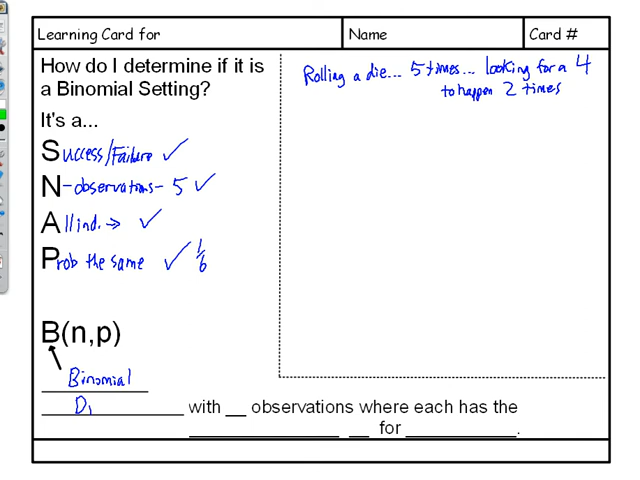 Learning Card for
Name
Card #
How do I determine if it is
a Binomial Setting?
It's a...
Success/Failure ✓
N-observations- 5 ✓
All ind. → ✓
Prob the same ✓ 1/6
B(n,p)
Binomial
Di
with __ observations where each has the
__ for ____.
Rolling a die... 5 times... looking for a 4
to happen 2 times